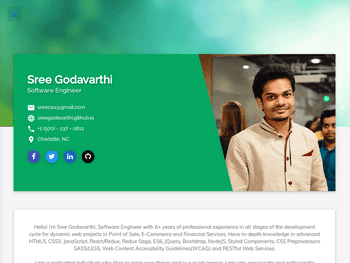 Sree Godavarthi
Software Engineer
sreecsu@gmail.com
sreegodavarthi.github.io
+1 (970) - 237 - 0812
Charlotte, NC
Hello! I'm Sree Godavarthi, Software Engineer with 6+ years of professional experience in all stages of the development
cycle for dynamic web projects in Point of Sale, E-Commerce and Financial Services. Have in-depth knowledge in advanced
HTML5, CSS3, JavaScript, React/Redux, Redux Saga, ES6, jQuery, Bootstrap, NodeJS, Styled Components, CSS Preprocessors
SASS/LESS, Web Content Accessibility Guidelines(WCAG) and RESTful Web Services.